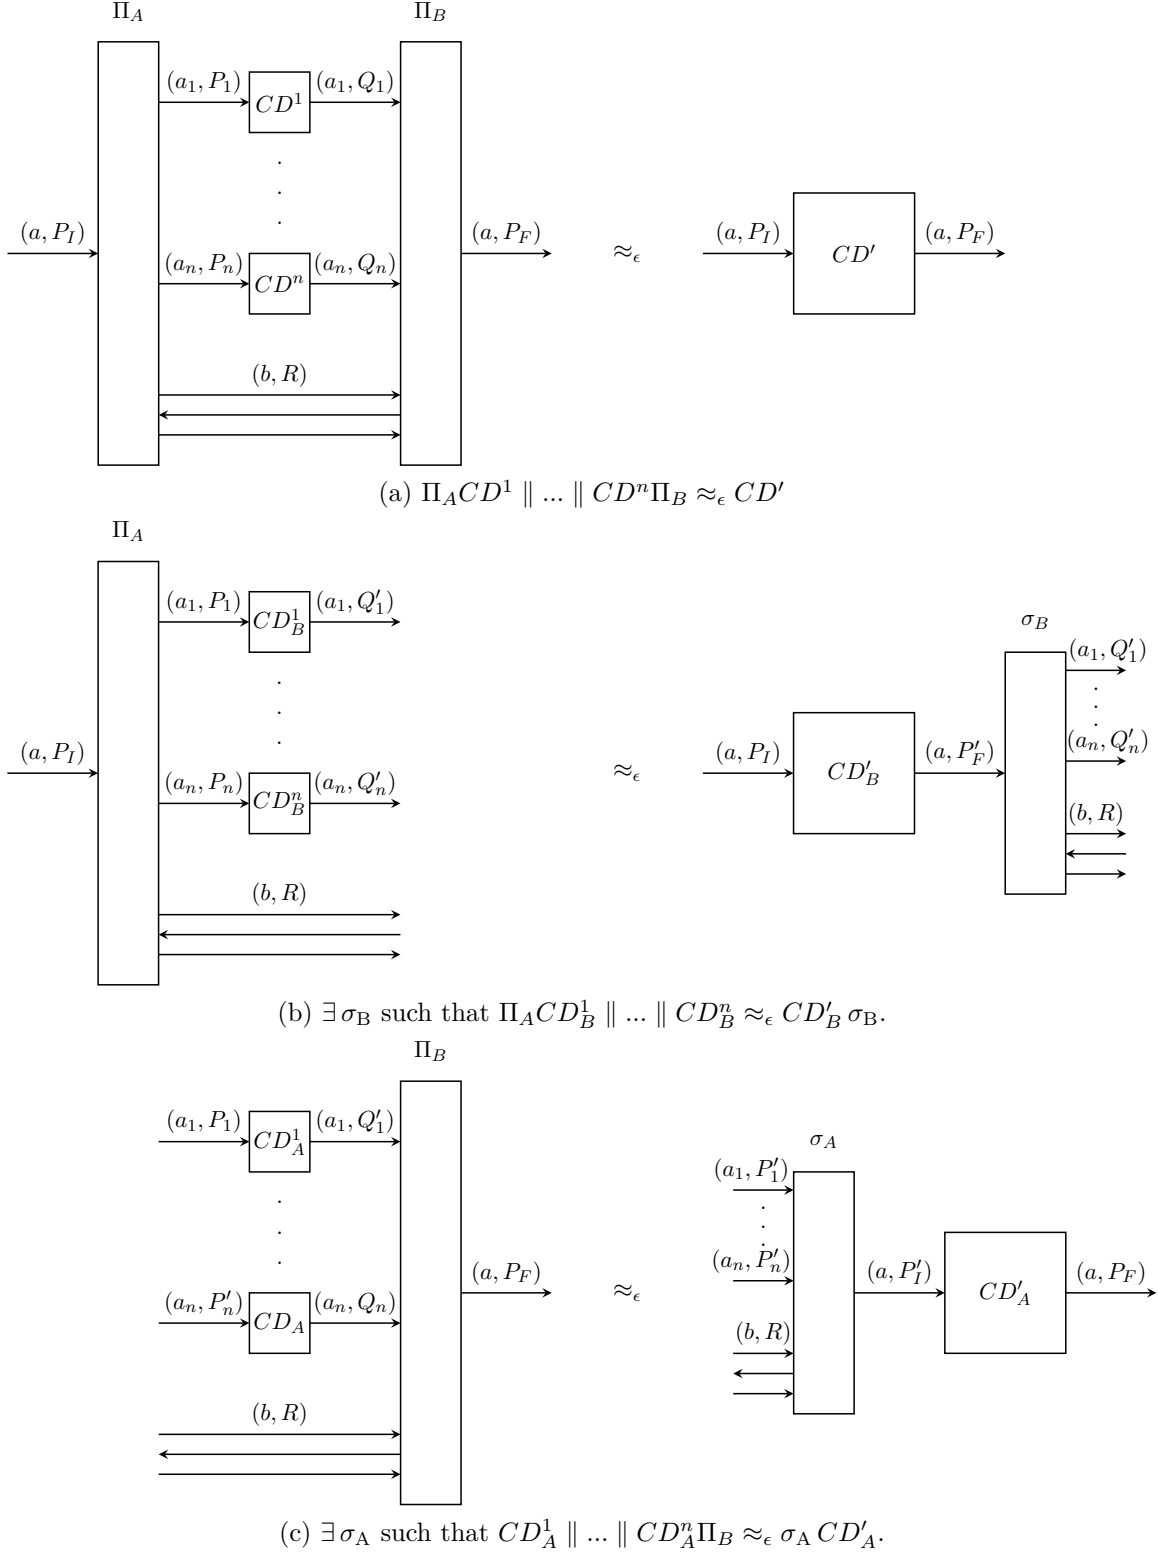 Π_A Π_B
(a_1, P_1) CD^1 (a_1, Q_1)
.
.
.
(a, P_I) (a_n, P_n) CD^n (a_n, Q_n) (a, P_F) ≈_ϵ (a, P_I) CD′ (a, P_F)
(b, R)
(a) Π_A CD^1 ∥ ... ∥ CD^n Π_B ≈_ϵ CD′
Π_A
(a_1, P_1) CD_B^1 (a_1, Q′_1)
.
.
.
(a, P_I) (a_n, P_n) CD_B^n (a_n, Q′_n)
(b, R)
≈_ϵ
σ_B
(a, P_I) CD′_B (a, P′_F)
(a_1, Q′_1)
.
.
.
(a_n, Q′_n)
(b, R)
(b) ∃ σ_B such that Π_A CD_B^1 ∥ ... ∥ CD_B^n ≈_ϵ CD′_B σ_B.
Π_B
(a_1, P_1) CD_A^1 (a_1, Q′_1)
.
.
.
(a_n, P′_n) CD_A (a_n, Q_n) (a, P_F)
(b, R)
≈_ϵ
σ_A
(a_1, P′_1)
.
.
.
(a_n, P′_n)
(b, R)
(a, P′_I) CD′_A (a, P_F)
(c) ∃ σ_A such that CD_A^1 ∥ ... ∥ CD_A^n Π_B ≈_ϵ σ_A CD′_A.